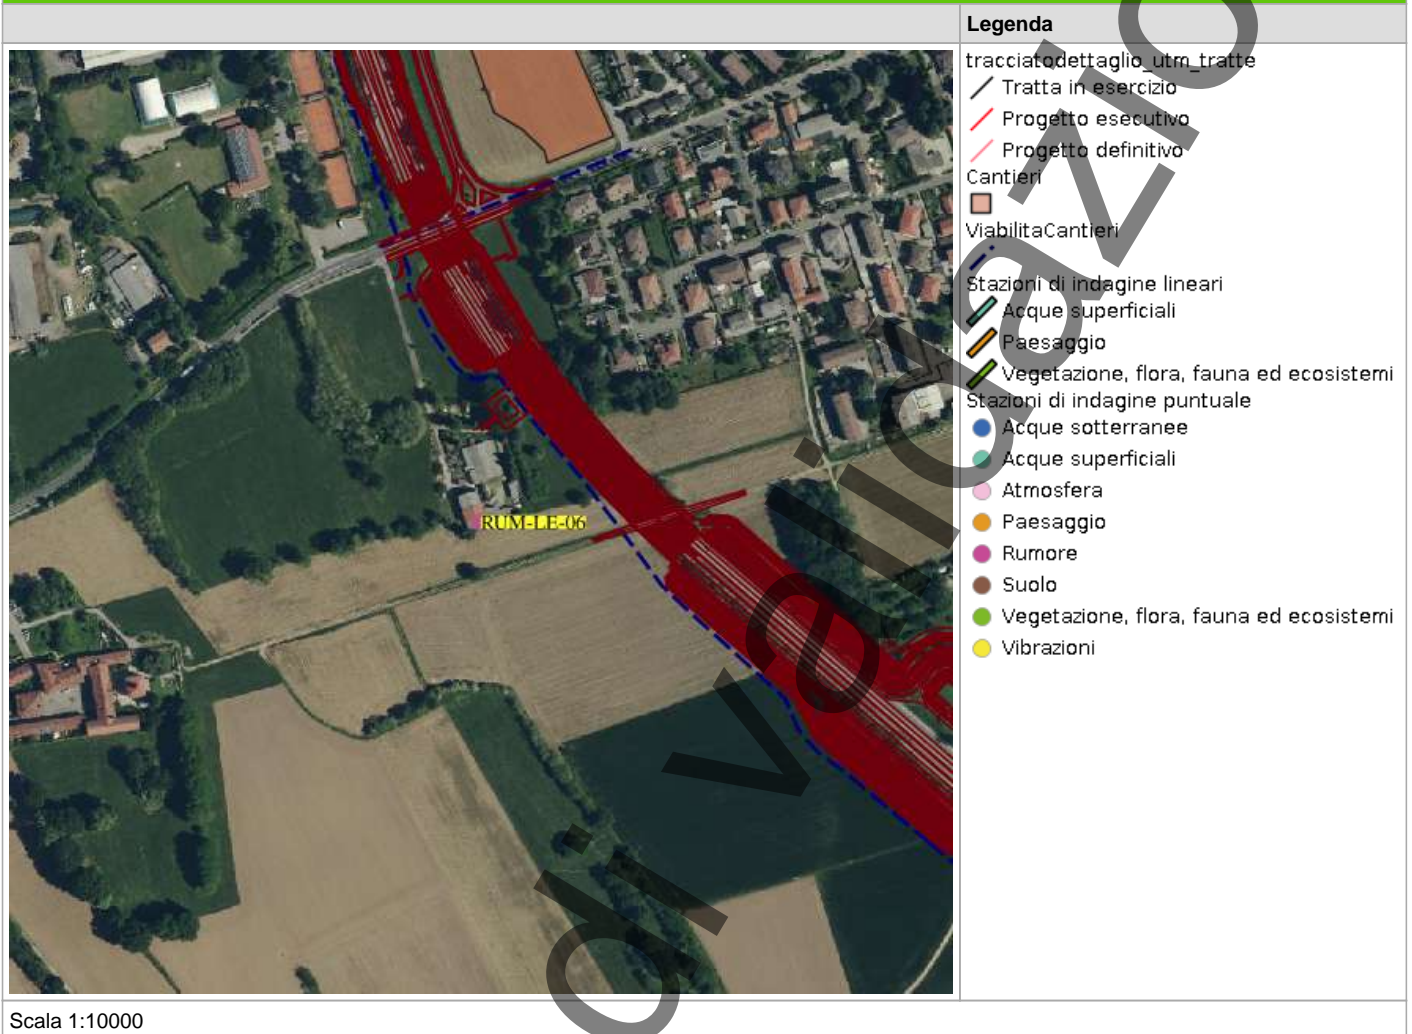 Legenda
tracciatodettaglio_utm_tratte
Tratta in esercizio
Progetto esecutivo
Progetto definitivo
Cantieri
ViabilitaCantieri
Stazioni di indagine lineari
Acque superficiali
Paesaggio
Vegetazione, flora, fauna ed ecosistemi
Stazioni di indagine puntuale
Acque sotterranee
Acque superficiali
Atmosfera
Paesaggio
Rumore
Suolo
Vegetazione, flora, fauna ed ecosistemi
Vibrazioni
RUM-LE-06
di validazio
Scala 1:10000